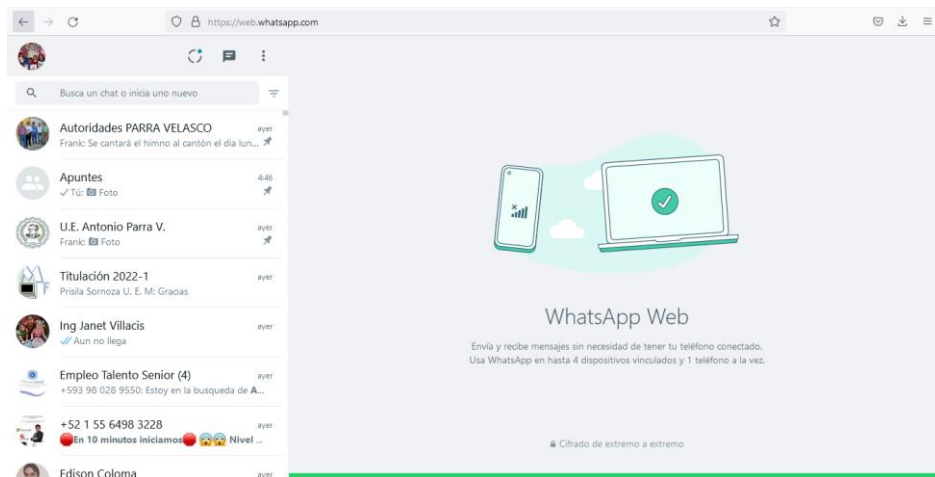 https://web.whatsapp.com
Busca un chat o inicia uno nuevo
Autoridades PARRA VELASCO
ayer
Frank: Se cantará el himno al cantón el dia lun...
Apuntes
4:46
Tú: Foto
U.E. Antonio Parra V.
ayer
Frank: Foto
Titulación 2022-1
ayer
Prisila Sornoza U. E. M: Gracias
Ing Janet Villacis
ayer
Aun no llega
Empleo Talento Senior (4)
ayer
+593 98 028 9550: Estoy en la busqueda de A...
+52 1 55 6498 3228
ayer
🛑En 10 minutos iniciamos🛑 😱😱 Nivel ...
Edison Coloma
ayer
WhatsApp Web
Envía y recibe mensajes sin necesidad de tener tu teléfono conectado.
Usa WhatsApp en hasta 4 dispositivos vinculados y 1 teléfono a la vez.
Cifrado de extremo a extremo